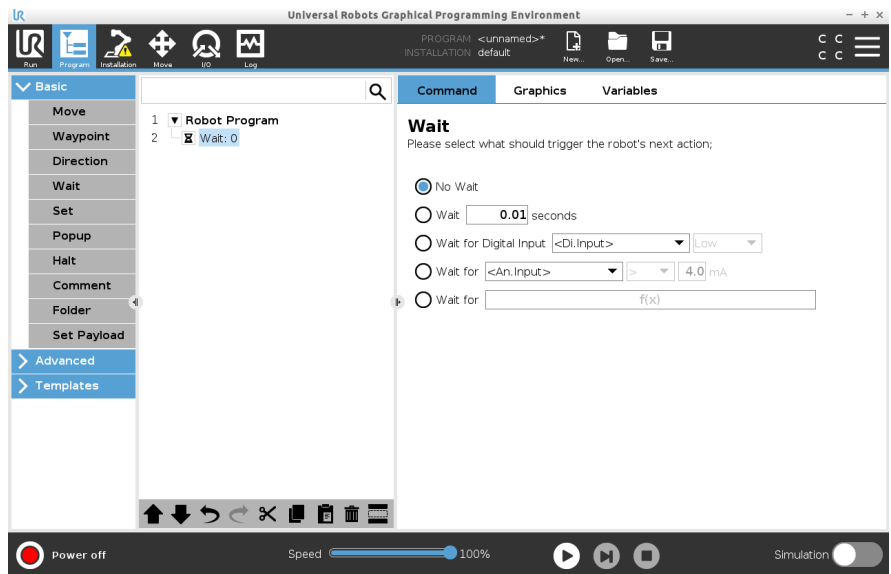 UR Universal Robots Graphical Programming Environment
UR Run Program Installation Move I/O Log
PROGRAM <unnamed>*
INSTALLATION default
New... Open... Save...
C C
C C
Basic
Move
Waypoint
Direction
Wait
Set
Popup
Halt
Comment
Folder
Set Payload
Advanced
Templates
1 Robot Program
2 Wait: 0
Command Graphics Variables
Wait
Please select what should trigger the robot's next action;
No Wait
Wait 0.01 seconds
Wait for Digital Input <Di.Input> Low
Wait for <An.Input> > 4.0 mA
Wait for f(x)
Power off Speed 100% Simulation